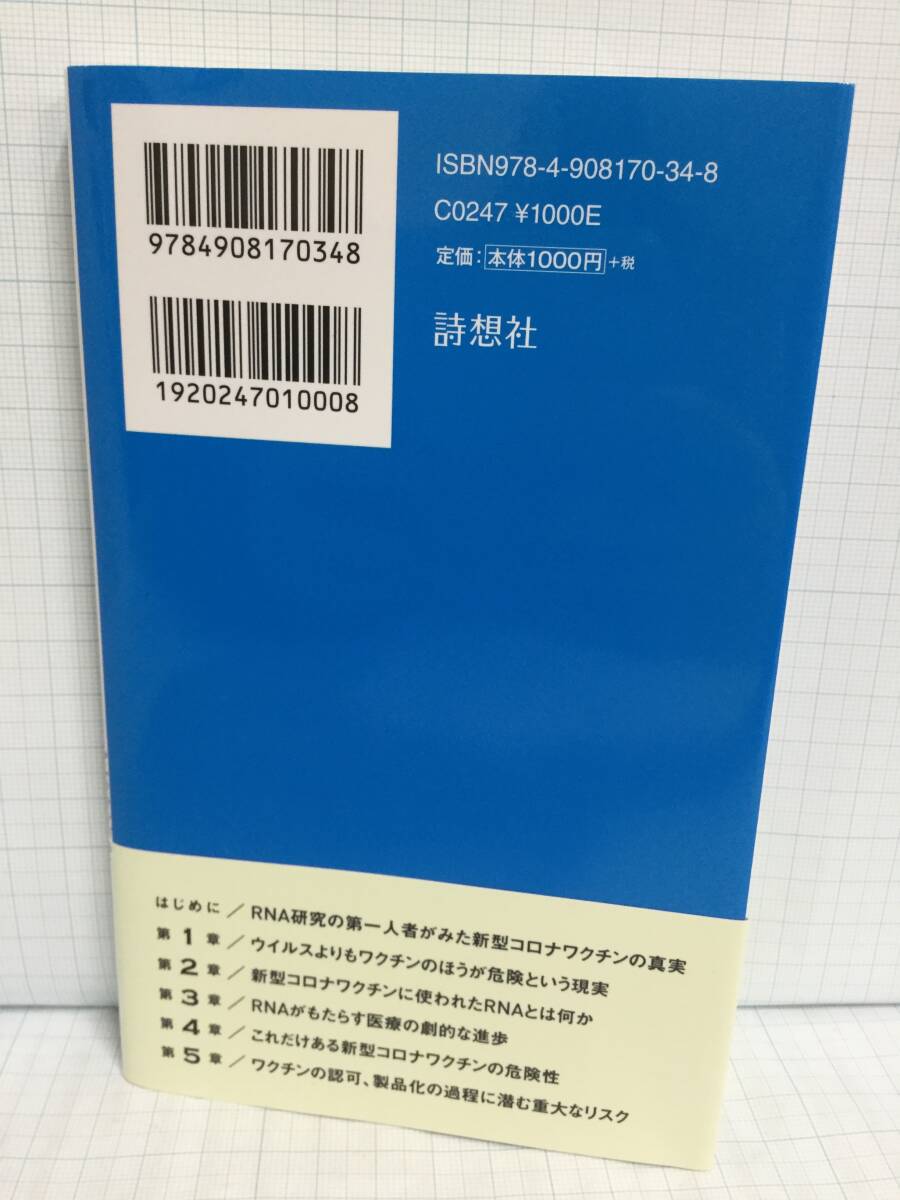 9784908170348
1920247010008
ISBN978-4-908170-34-8
C0247 ¥1000E
定価：本体1000円+税
詩想社
はじめに／RNA研究の第一人者がみた新型コロナワクチンの真実
第1章／ウイルスよりもワクチンのほうが危険という現実
第2章／新型コロナワクチンに使われたRNAとは何か
第3章／RNAがもたらす医療の劇的な進歩
第4章／これだけある新型コロナワクチンの危険性
第5章／ワクチンの認可、製品化の過程に潜む重大なリスク